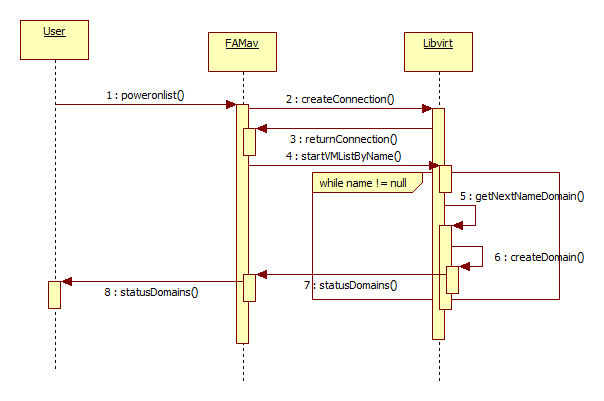 User
FAMav
Libvirt
1 : poweronlist()
2 : createConnection()
3 : returnConnection()
4 : startVMListByName()
while name != null
5 : getNextNameDomain()
6 : createDomain()
7 : statusDomains()
8 : statusDomains()